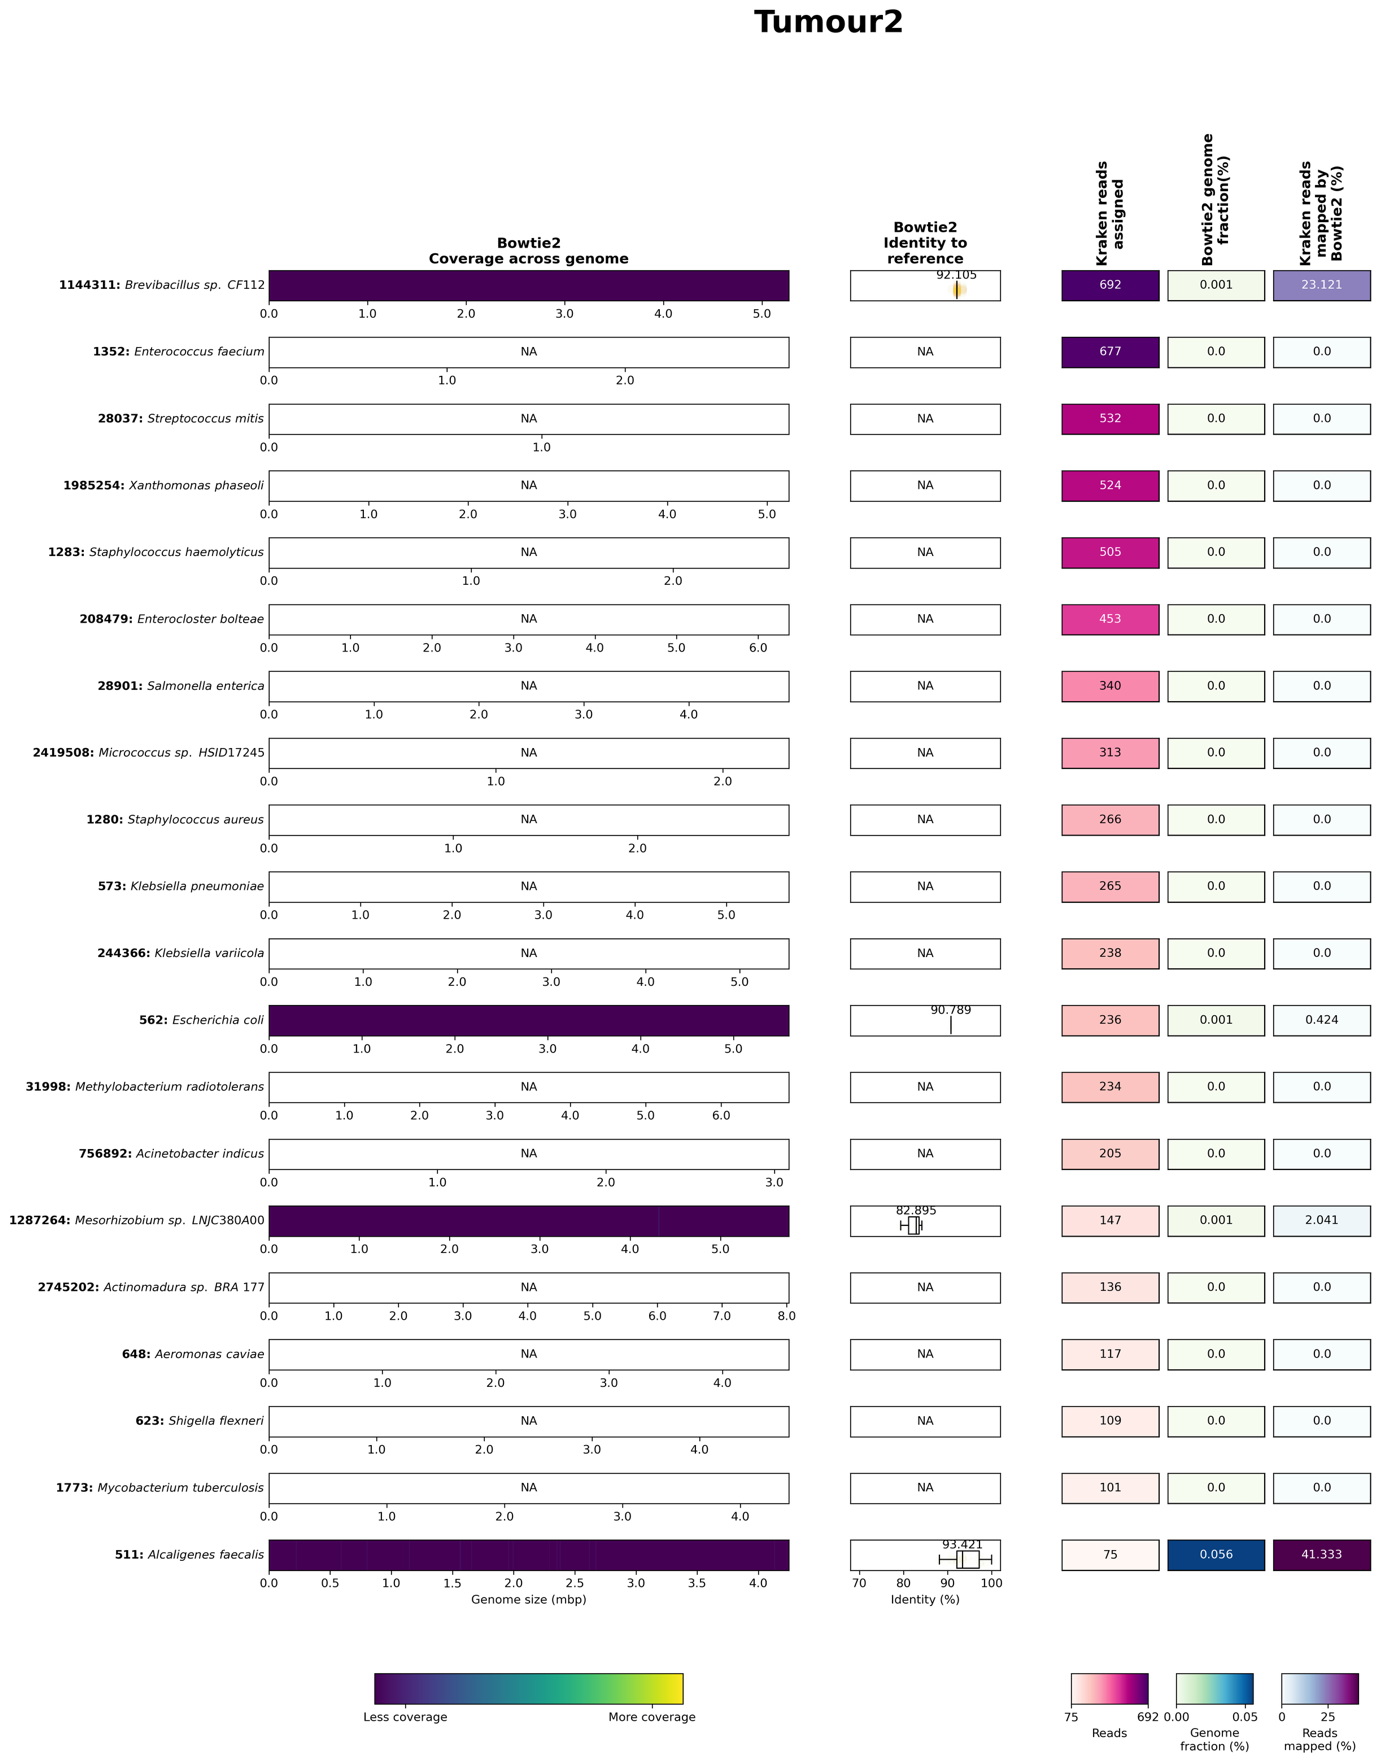 Tumour2
Bowtie2
Coverage across genome
Bowtie2
Identity to
reference
Kraken reads
assigned
Bowtie2 genome
fraction(%)
Kraken reads
mapped by
Bowtie2 (%)
1144311: Brevibacillus sp. CF112 92.105 692 0.001 23.121
0.0 1.0 2.0 3.0 4.0 5.0
1352: Enterococcus faecium NA NA 677 0.0 0.0
0.0 1.0 2.0
28037: Streptococcus mitis NA NA 532 0.0 0.0
0.0 1.0
1985254: Xanthomonas phaseoli NA NA 524 0.0 0.0
0.0 1.0 2.0 3.0 4.0 5.0
1283: Staphylococcus haemolyticus NA NA 505 0.0 0.0
0.0 1.0 2.0
208479: Enterocloster bolteae NA NA 453 0.0 0.0
0.0 1.0 2.0 3.0 4.0 5.0 6.0
28901: Salmonella enterica NA NA 340 0.0 0.0
0.0 1.0 2.0 3.0 4.0
2419508: Micrococcus sp. HSID17245 NA NA 313 0.0 0.0
0.0 1.0 2.0
1280: Staphylococcus aureus NA NA 266 0.0 0.0
0.0 1.0 2.0
573: Klebsiella pneumoniae NA NA 265 0.0 0.0
0.0 1.0 2.0 3.0 4.0 5.0
244366: Klebsiella variicola NA NA 238 0.0 0.0
0.0 1.0 2.0 3.0 4.0 5.0
562: Escherichia coli 90.789 236 0.001 0.424
0.0 1.0 2.0 3.0 4.0 5.0
31998: Methylobacterium radiotolerans NA NA 234 0.0 0.0
0.0 1.0 2.0 3.0 4.0 5.0 6.0
756892: Acinetobacter indicus NA NA 205 0.0 0.0
0.0 1.0 2.0 3.0
1287264: Mesorhizobium sp. LNJC380A00 82.895 147 0.001 2.041
0.0 1.0 2.0 3.0 4.0 5.0
2745202: Actinomadura sp. BRA 177 NA NA 136 0.0 0.0
0.0 1.0 2.0 3.0 4.0 5.0 6.0 7.0 8.0
648: Aeromonas caviae NA NA 117 0.0 0.0
0.0 1.0 2.0 3.0 4.0
623: Shigella flexneri NA NA 109 0.0 0.0
0.0 1.0 2.0 3.0 4.0
1773: Mycobacterium tuberculosis NA NA 101 0.0 0.0
0.0 1.0 2.0 3.0 4.0
511: Alcaligenes faecalis 93.421 75 0.056 41.333
0.0 0.5 1.0 1.5 2.0 2.5 3.0 3.5 4.0 70 80 90 100
Genome size (mbp) Identity (%)
Less coverage More coverage
75 692
Reads
0.00 0.05
Genome
fraction (%)
0 25
Reads
mapped (%)